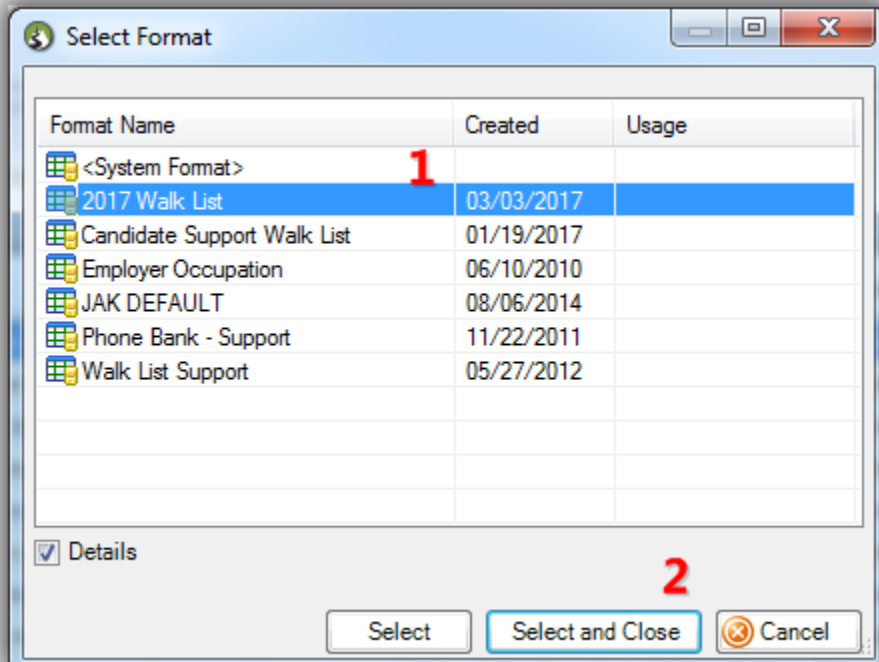 Select Format
Format Name Created Usage
<System Format>
1
2017 Walk List 03/03/2017
Candidate Support Walk List 01/19/2017
Employer Occupation 06/10/2010
JAK DEFAULT 08/06/2014
Phone Bank - Support 11/22/2011
Walk List Support 05/27/2012
Details
2
Select Select and Close Cancel